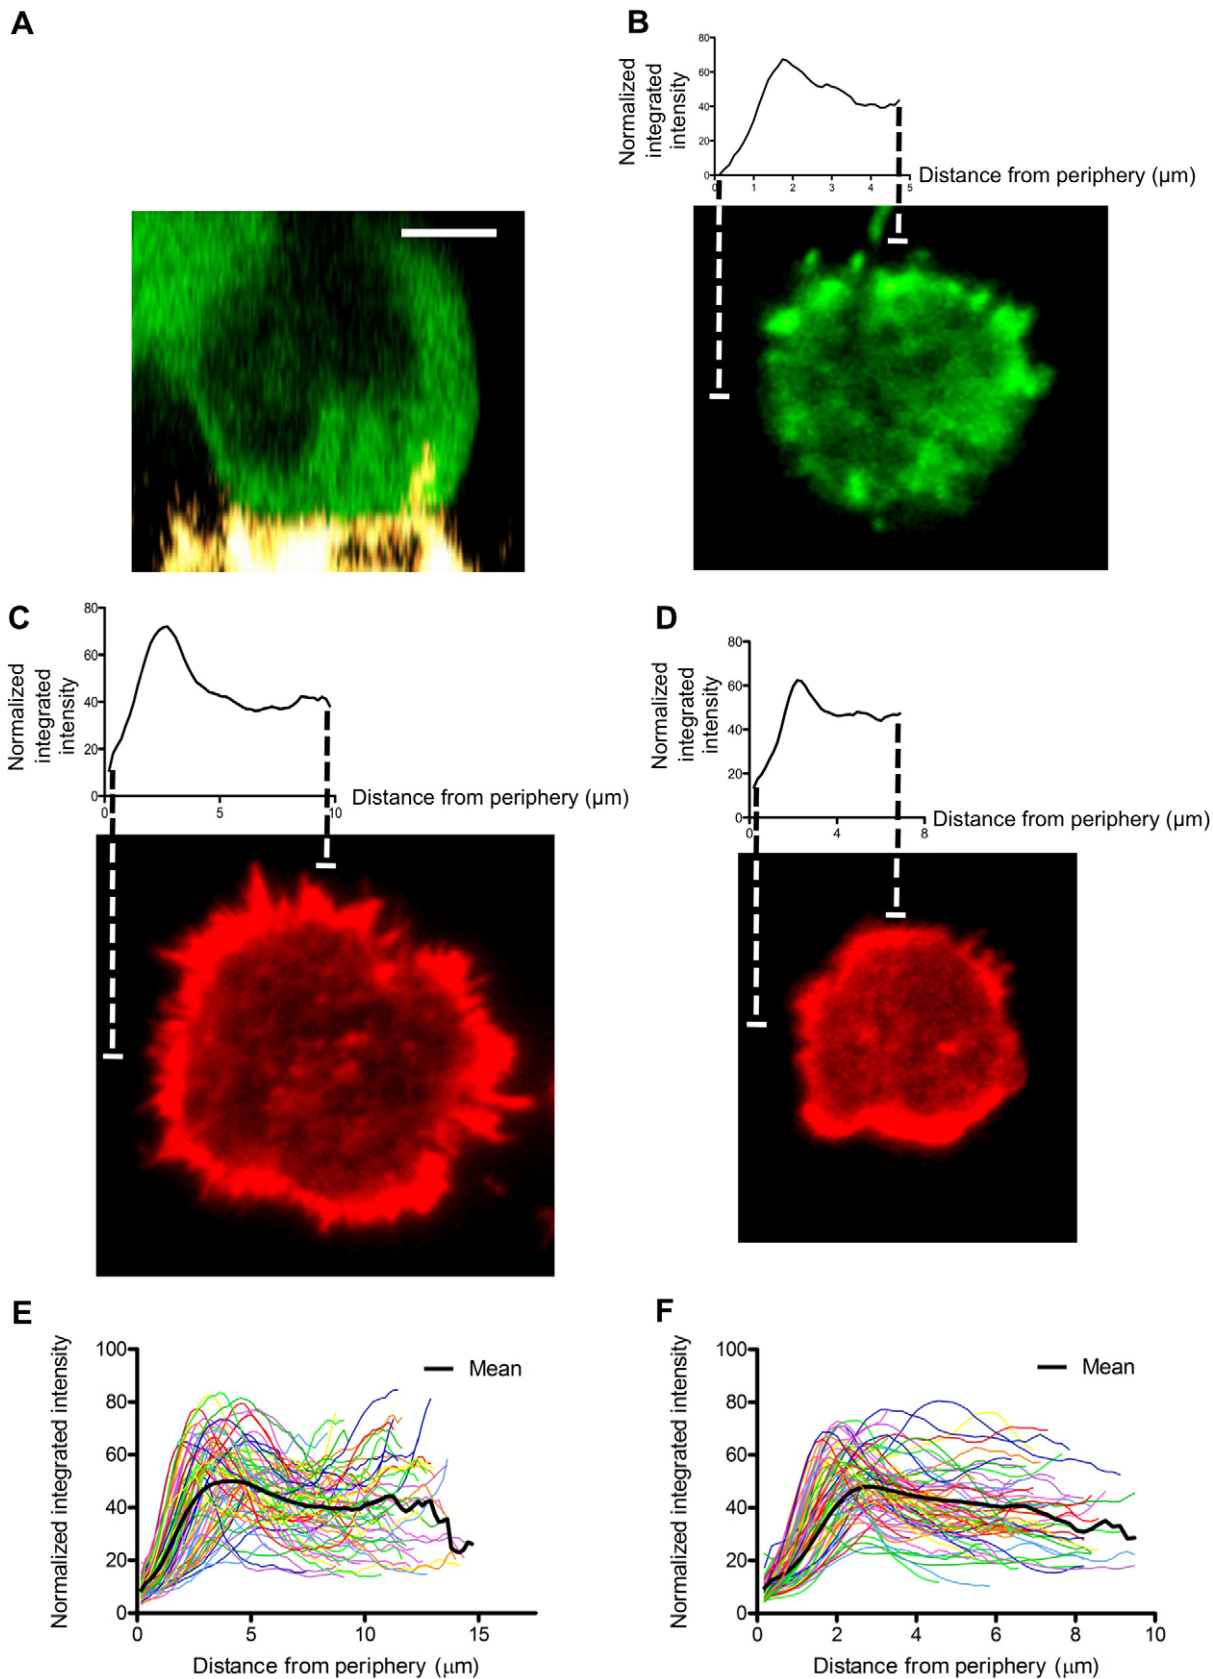 A
B
Normalized
integrated
intensity
80
60
40
20
0
0 1 2 3 4 5
Distance from periphery (µm)
C
Normalized
integrated
intensity
80
60
40
20
0
0 5 10
Distance from periphery (µm)
D
Normalized
integrated
intensity
80
60
40
20
0
0 4 8
Distance from periphery (µm)
E
Normalized integrated intensity
100
80
60
40
20
0
0 5 10 15
Mean
Distance from periphery (µm)
F
Normalized integrated intensity
100
80
60
40
20
0
0 2 4 6 8 10
Mean
Distance from periphery (µm)